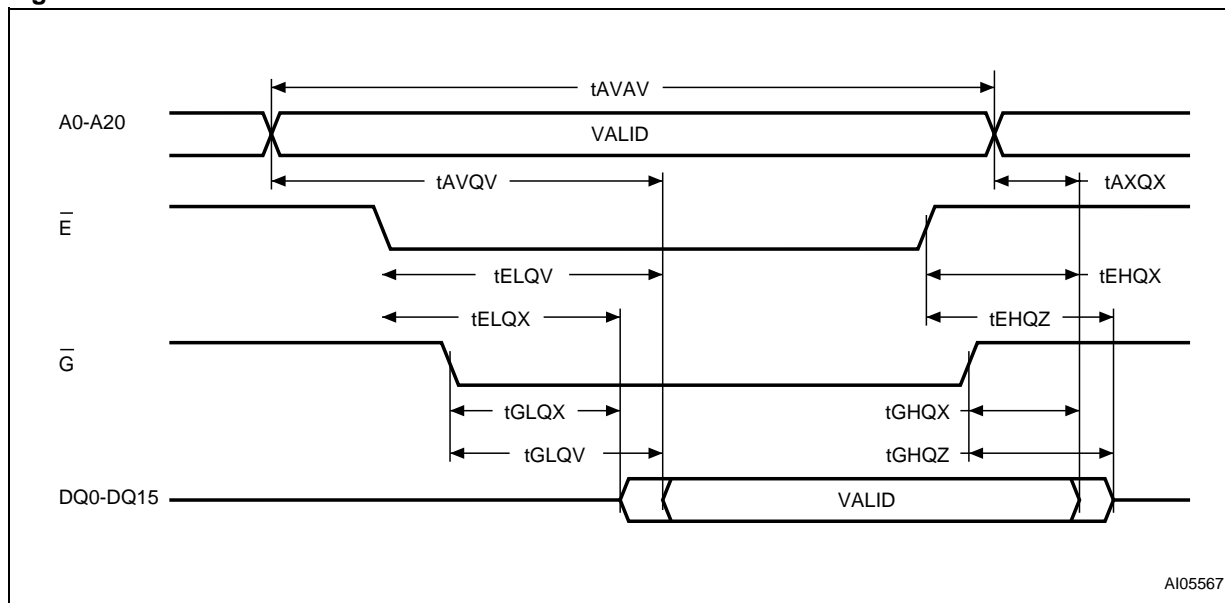 tAVAV
A0-A20
VALID
tAVQV
tAXQX
E
tELQV
tEHQX
tELQX
tEHQZ
G
tGLQX
tGHQX
tGLQV
tGHQZ
DQ0-DQ15
VALID
AI05567